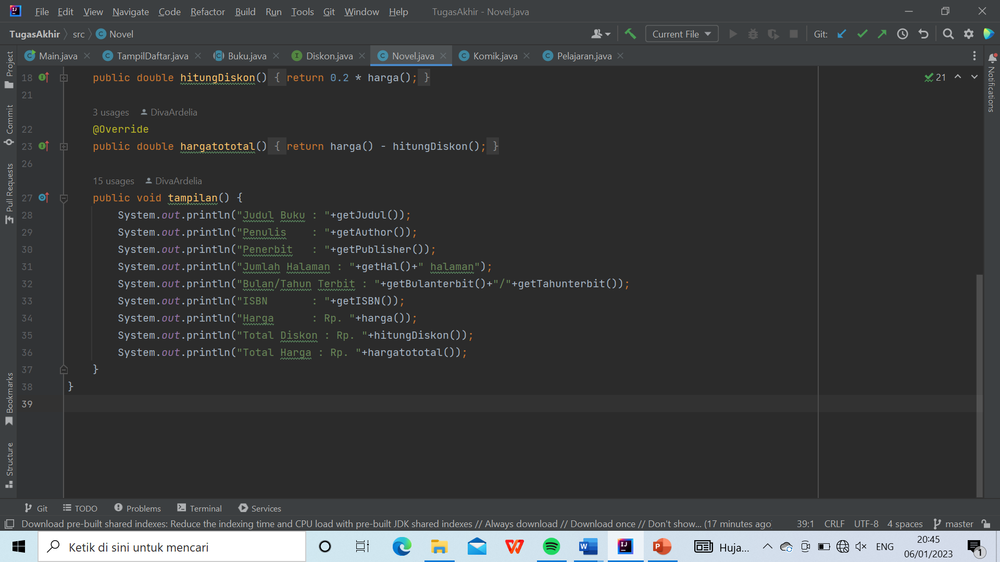 File Edit View Navigate Code Refactor Build Run Tools Git Window Help TugasAkhir - Novel.java
TugasAkhir src Novel Current File Git:
Main.java TampilDaftar.java Buku.java Diskon.java Novel.java Komik.java Pelajaran.java
Project
Commit
Pull Requests
Bookmarks
Structure
Notifications
18 public double hitungDiskon() { return 0.2 * harga(); } 21
21
3 usages DivaArdelia
22 @Override
23 public double hargatototal() { return harga() - hitungDiskon(); }
26
15 usages DivaArdelia
27 public void tampilan() {
28 System.out.println("Judul Buku : "+getJudul());
29 System.out.println("Penulis    : "+getAuthor());
30 System.out.println("Penerbit   : "+getPublisher());
31 System.out.println("Jumlah Halaman : "+getHal()+" halaman");
32 System.out.println("Bulan/Tahun Terbit : "+getBulanterbit()+"/"+getTahunterbit());
33 System.out.println("ISBN       : "+getISBN());
34 System.out.println("Harga      : Rp. "+harga());
35 System.out.println("Total Diskon : Rp. "+hitungDiskon());
36 System.out.println("Total Harga : Rp. "+hargatototal());
37 }
38 }
39
Git TODO Problems Terminal Services
Download pre-built shared indexes: Reduce the indexing time and CPU load with pre-built JDK shared indexes // Always download // Download once // Don't show... (17 minutes ago 39:1 CRLF UTF-8 4 spaces master
Ketik di sini untuk mencari Huja... ENG 20:45
06/01/2023 1